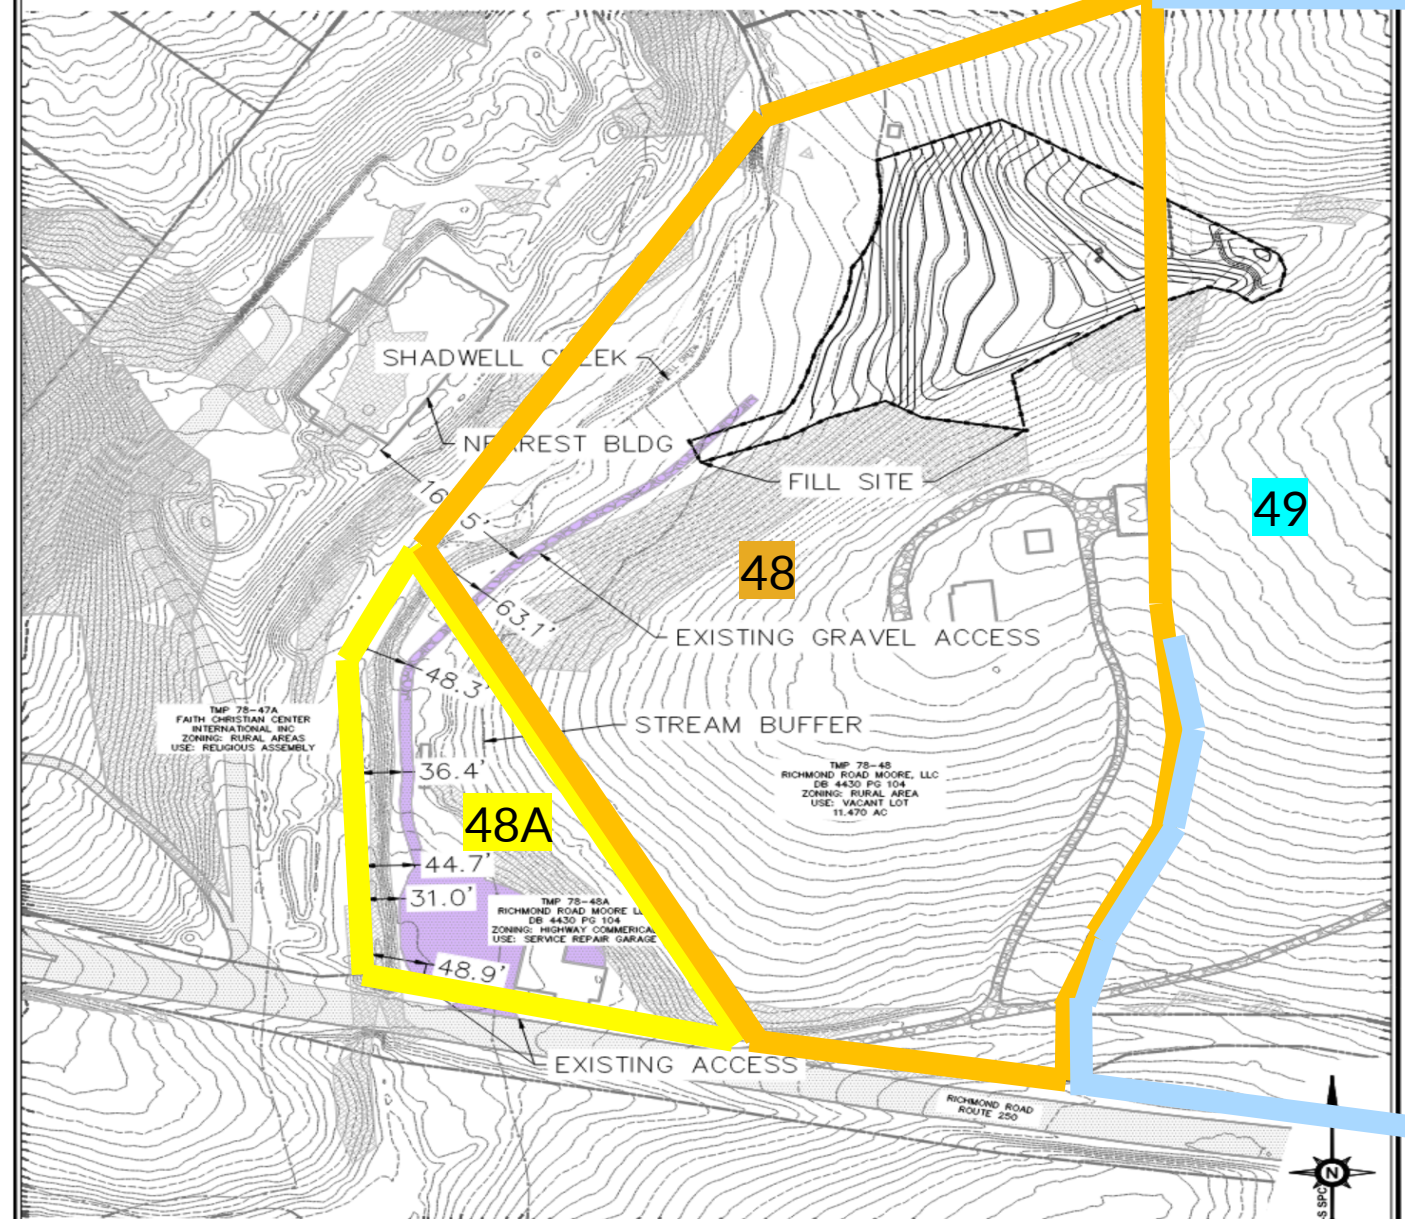 SHADWELL C EEK
NE REST BLDG
FILL SITE
16 5'
49
48
63.1'
EXISTING GRAVEL ACCESS
48.3'
STREAM BUFFER
TMP 78-47A
FAITH CHRISTIAN CENTER
INTERNATIONAL INC
ZONING: RURAL AREAS
USE: RELIGIOUS ASSEMBLY
36.4'
TMP 78-48
RICHMOND ROAD MOORE, LLC
DB 4430 PG 104
ZONING: RURAL AREA
USE: VACANT LOT
11.470 AC
48A
44.7'
31.0'
TMP 78-48A
RICHMOND ROAD MOORE LL
DB 4430 PG 104
ZONING: HIGHWAY COMMERICA
USE: SERVICE REPAIR GARAGE
48.9'
EXISTING ACCESS
RICHMOND ROAD
ROUTE 250
N
S SPC